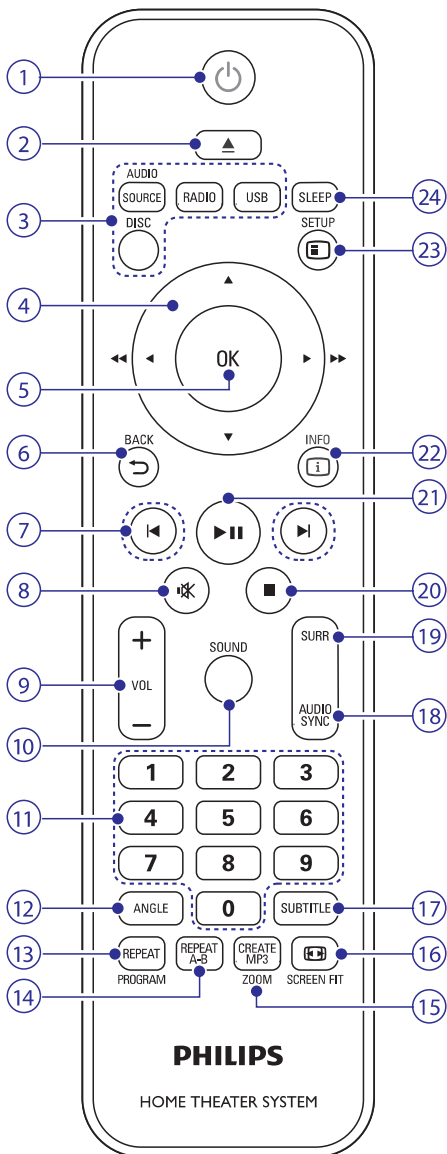 1
2
AUDIO
SOURCE RADIO USB SLEEP 24
3 DISC SETUP
23
4
5 OK
6 BACK INFO 22
i
21
7
8 20
+ SURR 19
9 VOL SOUND
− AUDIO SYNC 18
10
1 2 3
11 4 5 6
7 8 9
12 ANGLE 0 SUBTITLE 17
13 REPEAT REPEAT A-B CREATE MP3 16
PROGRAM ZOOM SCREEN FIT
14 15
PHILIPS
HOME THEATER SYSTEM